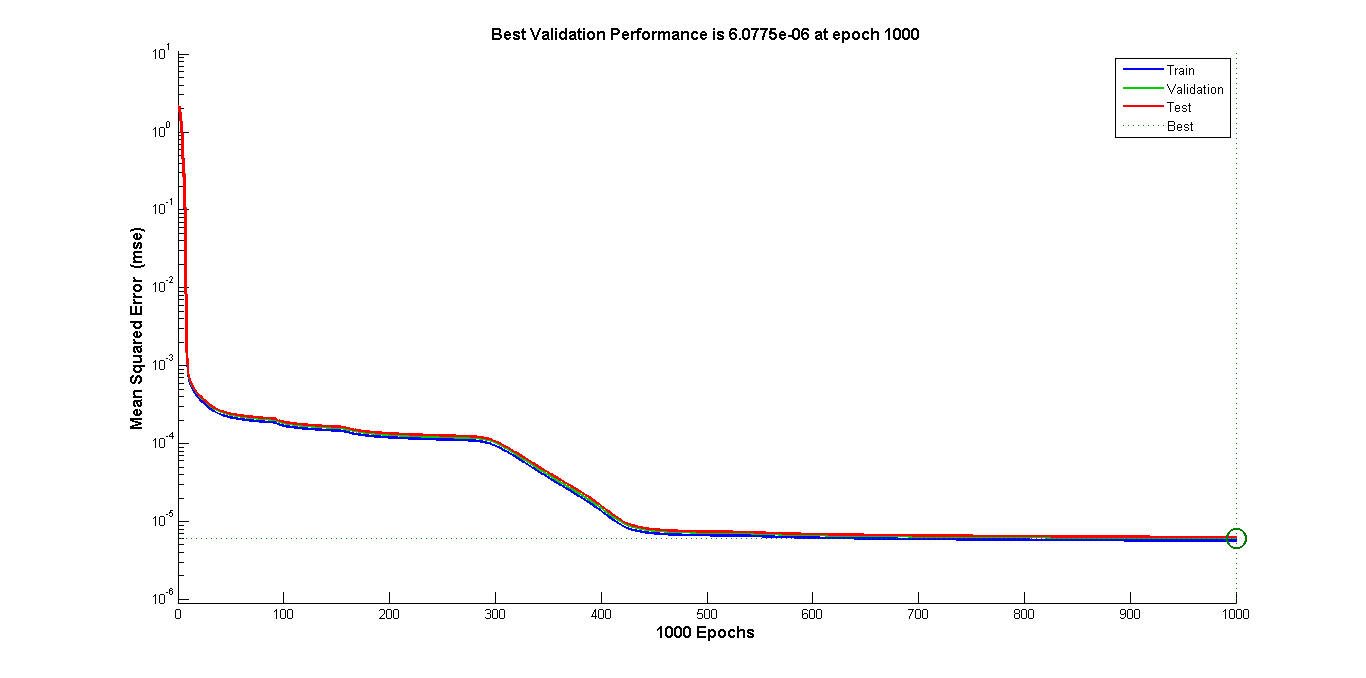 Best Validation Performance is 6.0775e-06 at epoch 1000
Train
Validation
Test
Best
Mean Squared Error (mse)
10^1
10^0
10^-1
10^-2
10^-3
10^-4
10^-5
10^-6
0 100 200 300 400 500 600 700 800 900 1000
1000 Epochs